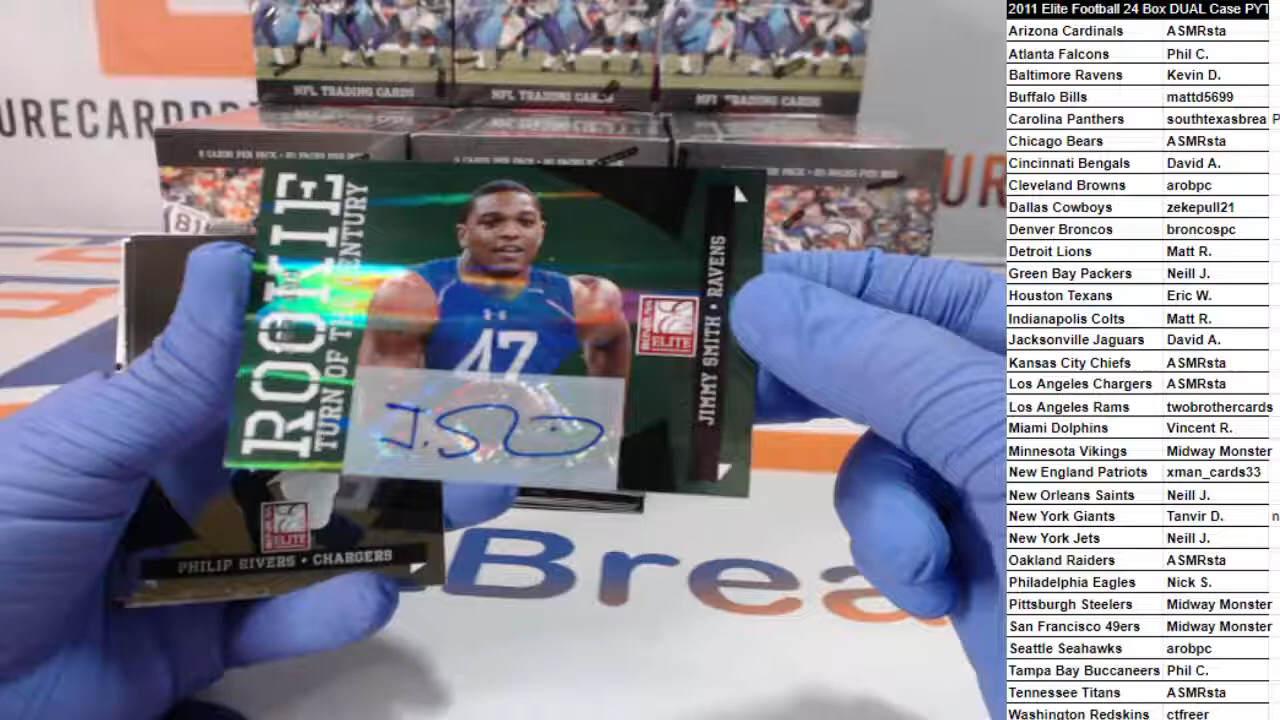 NFL TRADING CARDS
NFL TRADING CARDS
NFL TRADING CARDS
URECARDBR
UR
ROOKIE
TURN OF THE CENTURY
ELITE
JIMMY SMITH • RAVENS
47
J.S
ELITE
PHILIP RIVERS • CHARGERS
Brea
2011 Elite Football 24 Box DUAL Case PYT
Arizona Cardinals ASMRsta
Atlanta Falcons Phil C.
Baltimore Ravens Kevin D.
Buffalo Bills mattd5699
Carolina Panthers southtexasbrea P
Chicago Bears ASMRsta
Cincinnati Bengals David A.
Cleveland Browns arobpc
Dallas Cowboys zekepull21
Denver Broncos broncospc
Detroit Lions Matt R.
Green Bay Packers Neill J.
Houston Texans Eric W.
Indianapolis Colts Matt R.
Jacksonville Jaguars David A.
Kansas City Chiefs ASMRsta
Los Angeles Chargers ASMRsta
Los Angeles Rams twobrothercards
Miami Dolphins Vincent R.
Minnesota Vikings Midway Monster
New England Patriots xman_cards33
New Orleans Saints Neill J.
New York Giants Tanvir D. n
New York Jets Neill J.
Oakland Raiders ASMRsta
Philadelphia Eagles Nick S.
Pittsburgh Steelers Midway Monster
San Francisco 49ers Midway Monster
Seattle Seahawks arobpc
Tampa Bay Buccaneers Phil C.
Tennessee Titans ASMRsta
Washington Redskins ctfreer